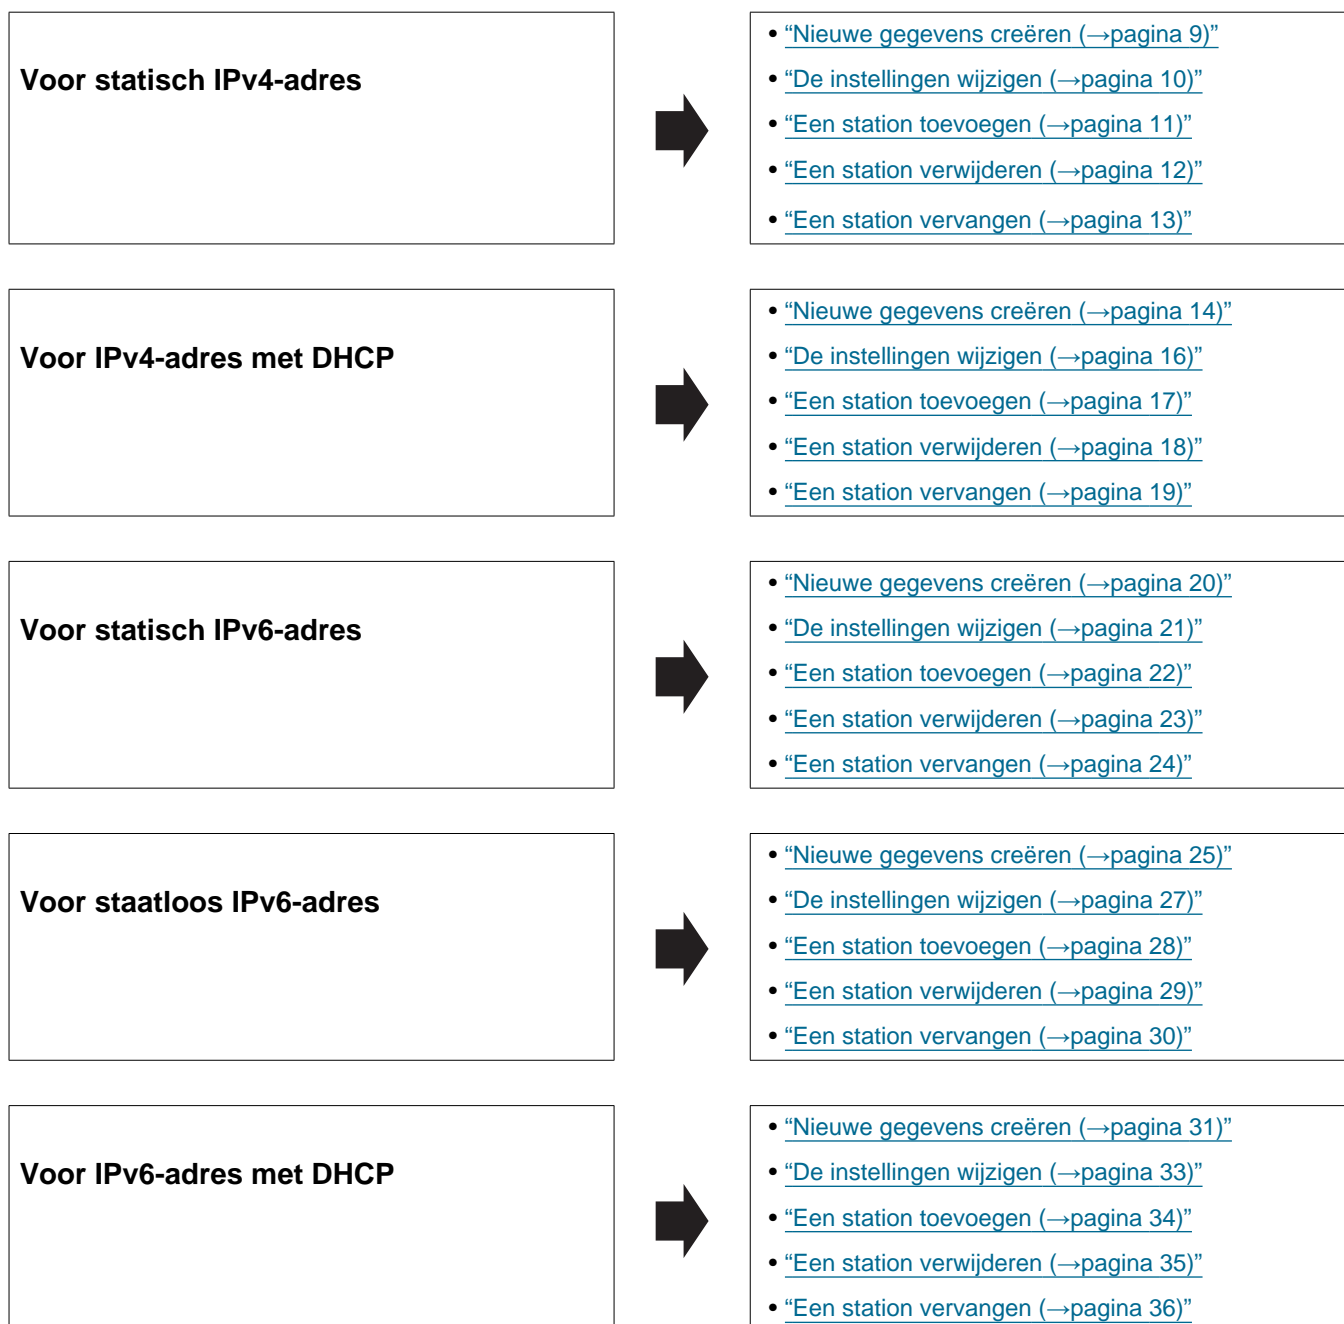 Voor statisch IPv4-adres
• “Nieuwe gegevens creëren (→pagina 9)”
• “De instellingen wijzigen (→pagina 10)”
• “Een station toevoegen (→pagina 11)”
• “Een station verwijderen (→pagina 12)”
• “Een station vervangen (→pagina 13)”
Voor IPv4-adres met DHCP
• “Nieuwe gegevens creëren (→pagina 14)”
• “De instellingen wijzigen (→pagina 16)”
• “Een station toevoegen (→pagina 17)”
• “Een station verwijderen (→pagina 18)”
• “Een station vervangen (→pagina 19)”
Voor statisch IPv6-adres
• “Nieuwe gegevens creëren (→pagina 20)”
• “De instellingen wijzigen (→pagina 21)”
• “Een station toevoegen (→pagina 22)”
• “Een station verwijderen (→pagina 23)”
• “Een station vervangen (→pagina 24)”
Voor staatloos IPv6-adres
• “Nieuwe gegevens creëren (→pagina 25)”
• “De instellingen wijzigen (→pagina 27)”
• “Een station toevoegen (→pagina 28)”
• “Een station verwijderen (→pagina 29)”
• “Een station vervangen (→pagina 30)”
Voor IPv6-adres met DHCP
• “Nieuwe gegevens creëren (→pagina 31)”
• “De instellingen wijzigen (→pagina 33)”
• “Een station toevoegen (→pagina 34)”
• “Een station verwijderen (→pagina 35)”
• “Een station vervangen (→pagina 36)”